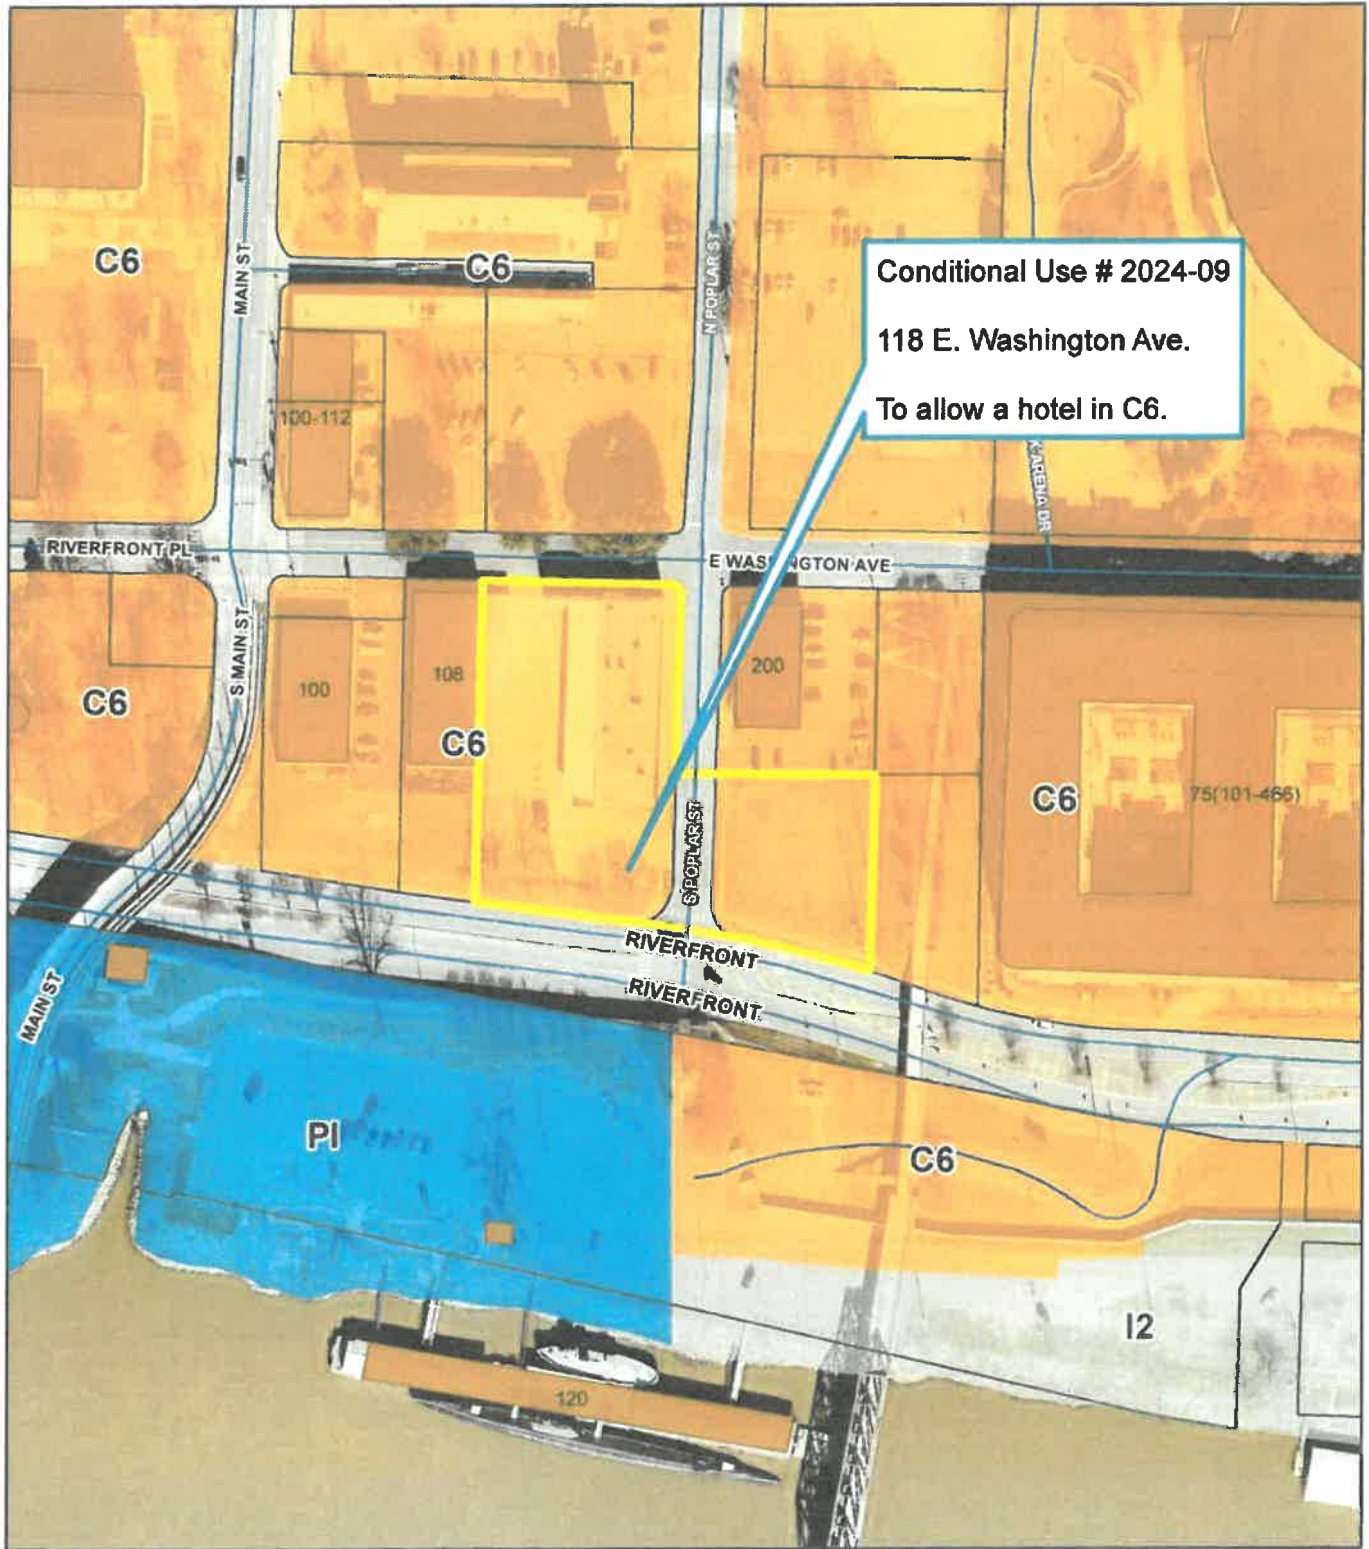 C6
MAIN ST
C6
N POPLAR ST
Conditional Use # 2024-09
118 E. Washington Ave.
To allow a hotel in C6.
100-112
ARENA DR
RIVERFRONT PL
E WASHINGTON AVE
S MAIN ST
100
108
200
C6
C6
C6
75(101-466)
S POPLAR ST
RIVERFRONT
RIVERFRONT
MAIN ST
PI
C6
I2
120